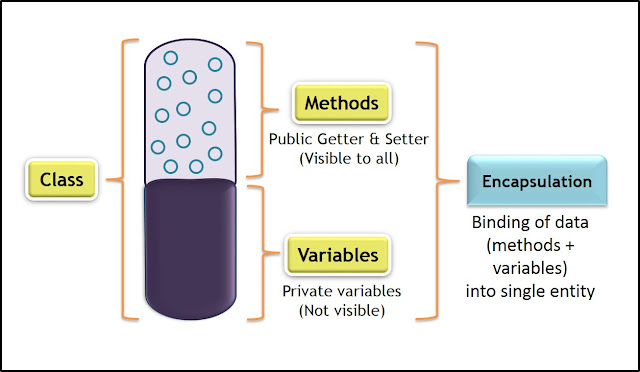 Class
Methods
Public Getter & Setter
(Visible to all)
Variables
Private variables
(Not visible)
Encapsulation
Binding of data
(methods +
variables)
into single entity